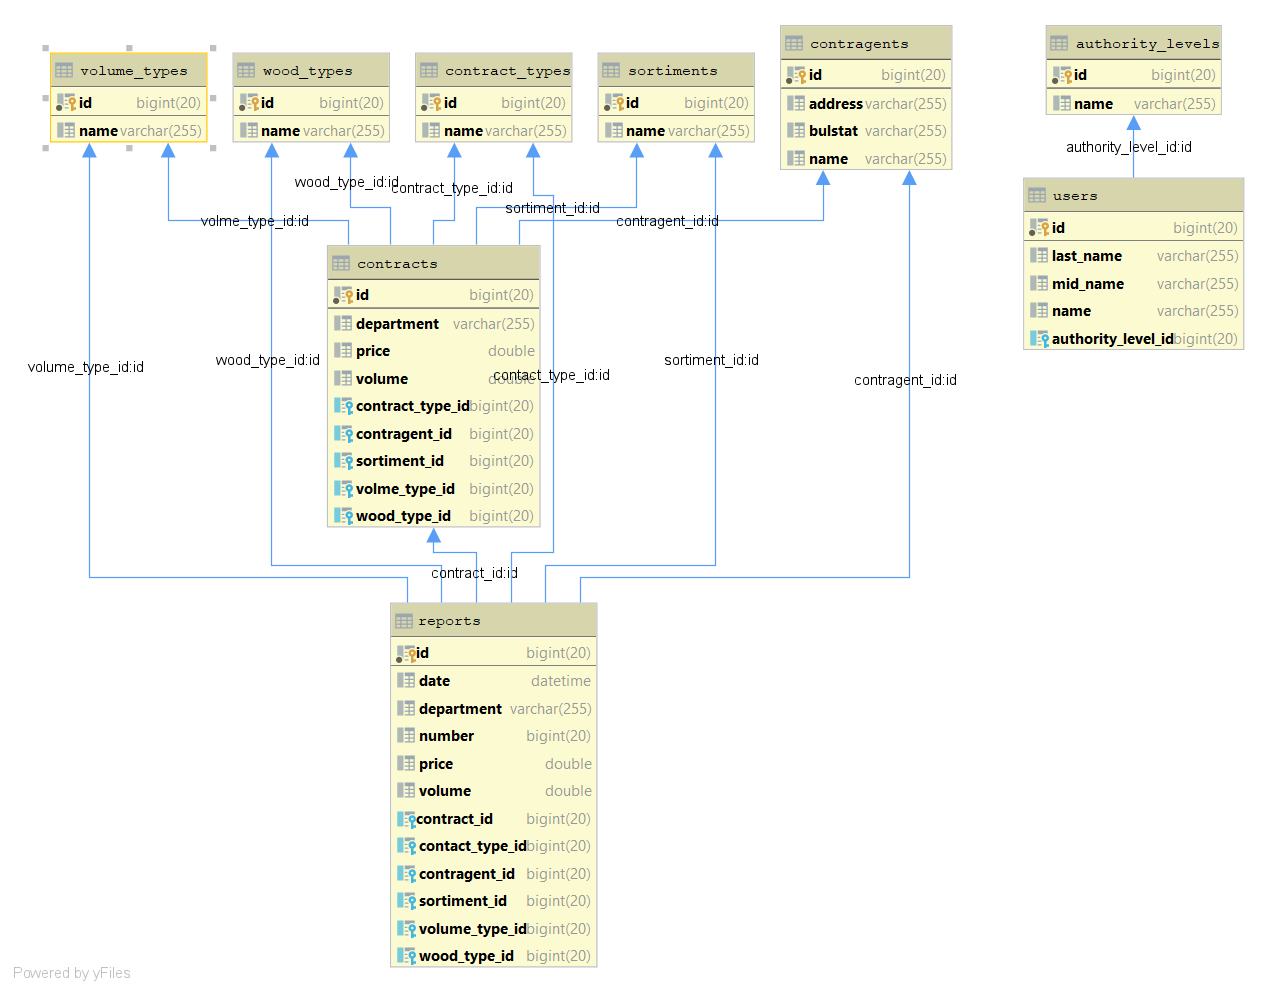 volume_types
id bigint(20)
name varchar(255)
wood_types
id bigint(20)
name varchar(255)
contract_types
id bigint(20)
name varchar(255)
sortiments
id bigint(20)
name varchar(255)
contragents
id bigint(20)
address varchar(255)
bulstat varchar(255)
name varchar(255)
authority_levels
id bigint(20)
name varchar(255)
authority_level_id:id
users
id bigint(20)
last_name varchar(255)
mid_name varchar(255)
name varchar(255)
authority_level_id bigint(20)
wood_type_id:id
contract_type_id:id
sortiment_id:id
volme_type_id:id
contragent_id:id
contracts
id bigint(20)
department varchar(255)
price double
volume double
contract_type_id bigint(20)
contragent_id bigint(20)
sortiment_id bigint(20)
volme_type_id bigint(20)
wood_type_id bigint(20)
volume_type_id:id
wood_type_id:id
contact_type_id:id
sortiment_id:id
contragent_id:id
contract_id:id
reports
id bigint(20)
date datetime
department varchar(255)
number bigint(20)
price double
volume double
contract_id bigint(20)
contact_type_id bigint(20)
contragent_id bigint(20)
sortiment_id bigint(20)
volume_type_id bigint(20)
wood_type_id bigint(20)
Powered by yFiles